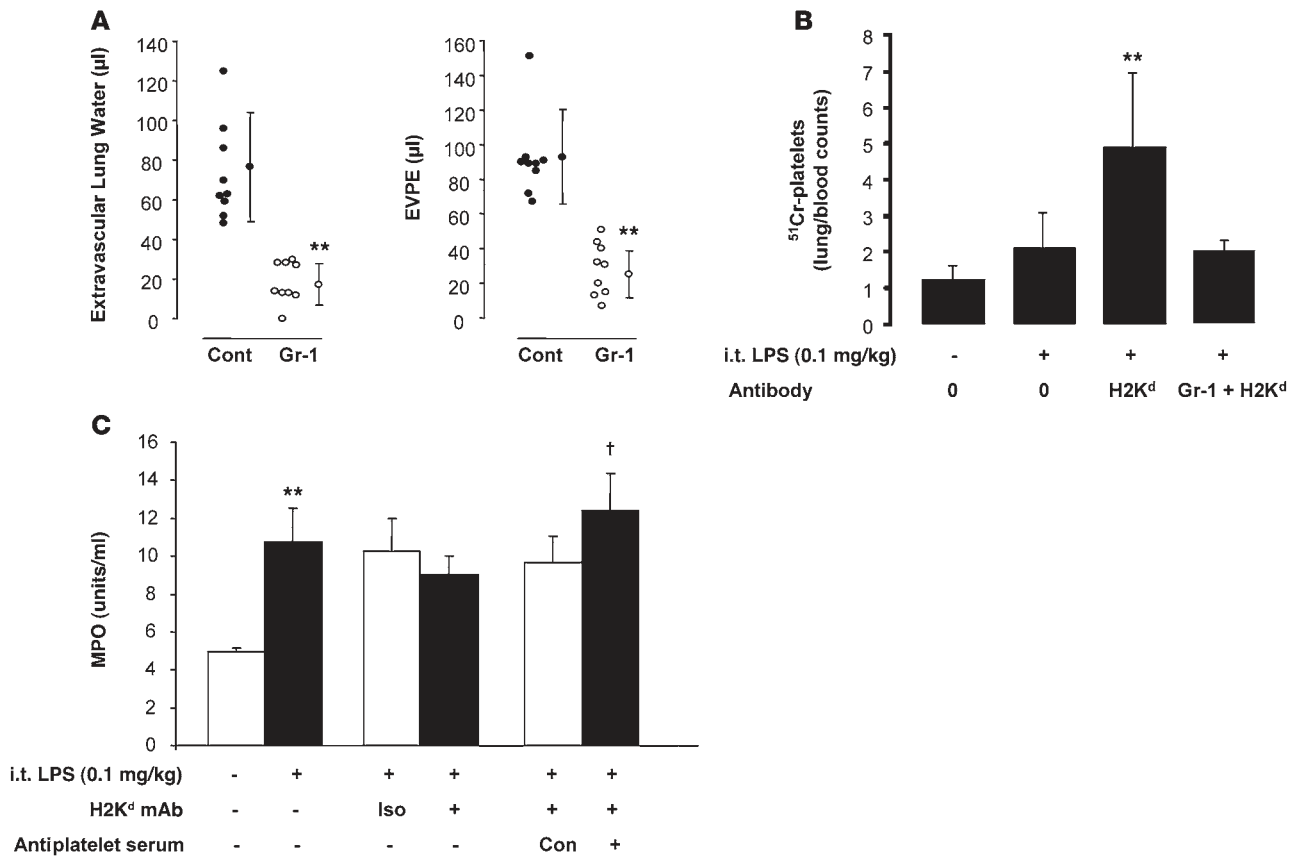 A
Extravascular Lung Water (µl)
140
120
100
80
60
40
20
0
**
Cont Gr-1
EVPE (µl)
160
140
120
100
80
60
40
20
0
**
Cont Gr-1
B
⁵¹Cr-platelets
(lung/blood counts)
8
7
6
5
4
3
2
1
0
**
i.t. LPS (0.1 mg/kg) - + + +
Antibody 0 0 H2Kᵈ Gr-1 + H2Kᵈ
C
MPO (units/ml)
16
14
12
10
8
6
4
2
0
**
†
i.t. LPS (0.1 mg/kg) - + + + + +
H2Kᵈ mAb - - Iso + + +
Antiplatelet serum - - - - Con +